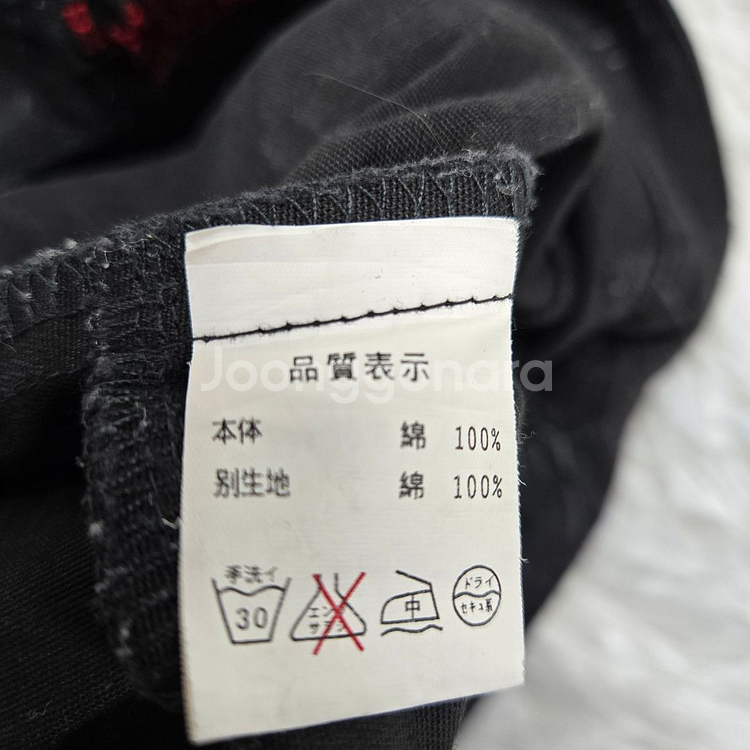 品質表示
Joonggonara
本体 綿 100%
別生地 綿 100%
手洗イ
30
エンソ
サラシ
中
ドライ
セキユ系